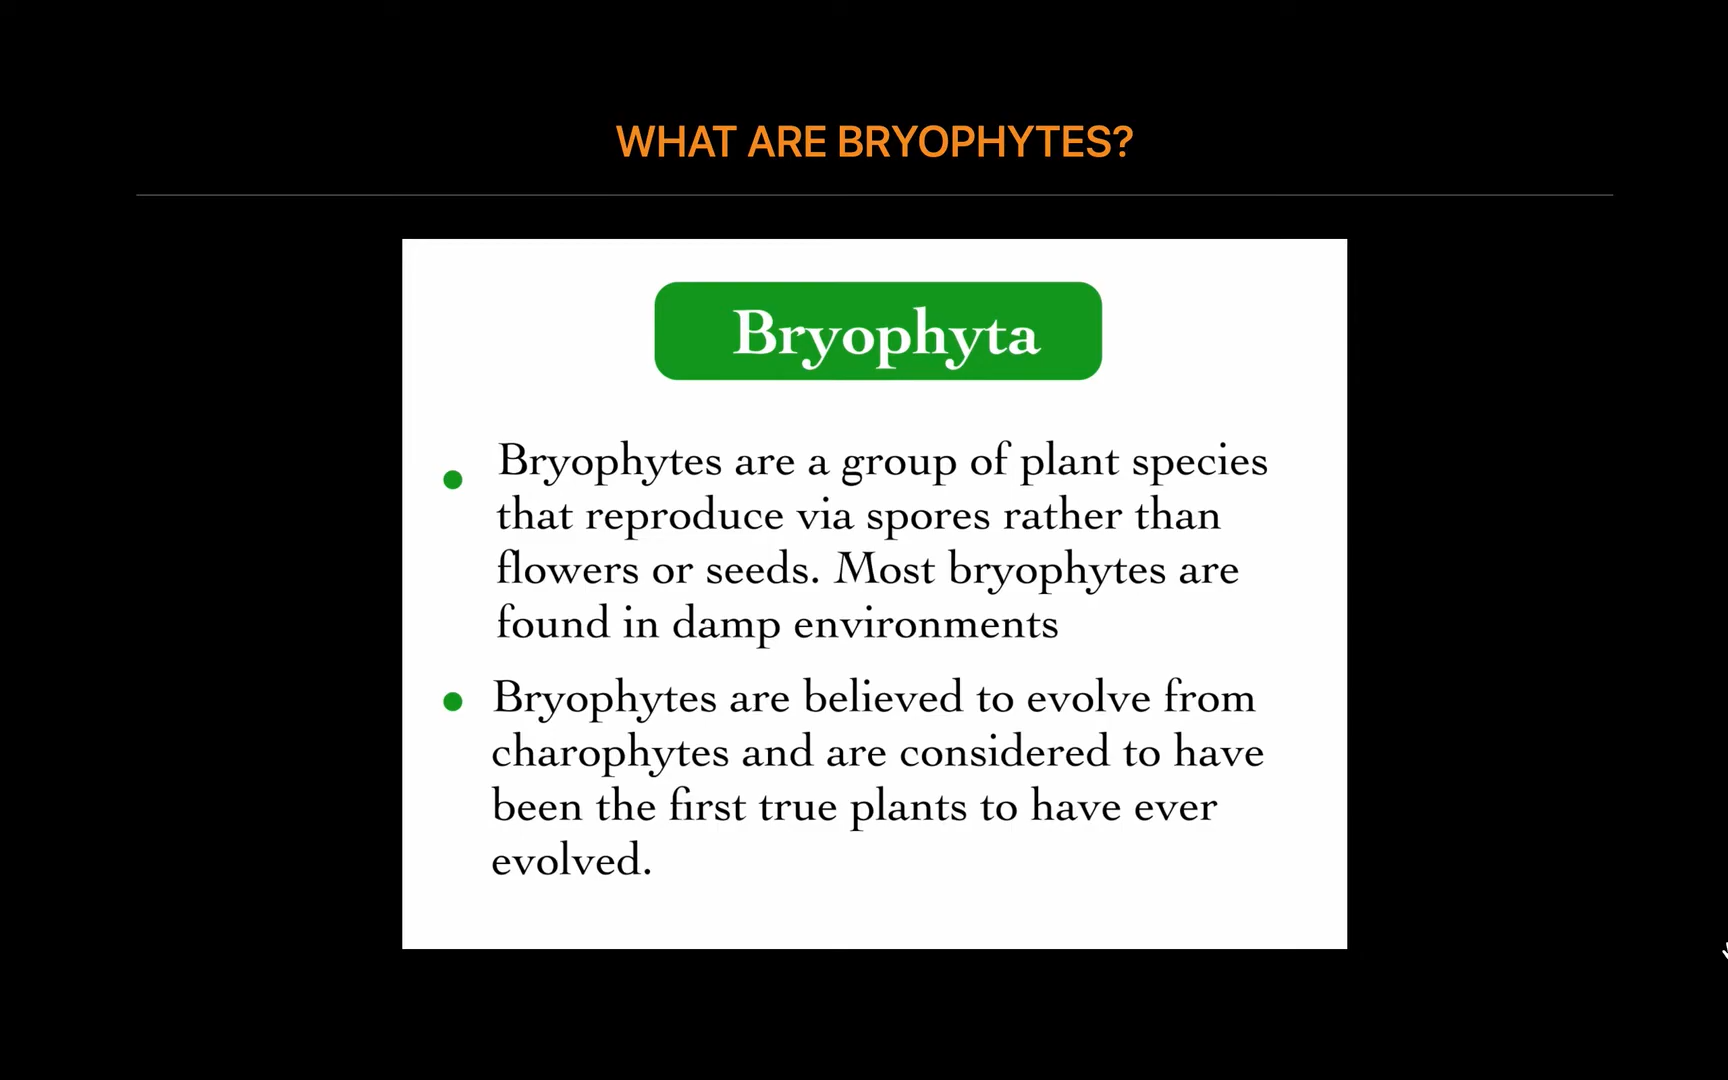 WHAT ARE BRYOPHYTES?
Bryophyta
Bryophytes are a group of plant species
that reproduce via spores rather than
flowers or seeds. Most bryophytes are
found in damp environments
Bryophytes are believed to evolve from
charophytes and are considered to have
been the first true plants to have ever
evolved.